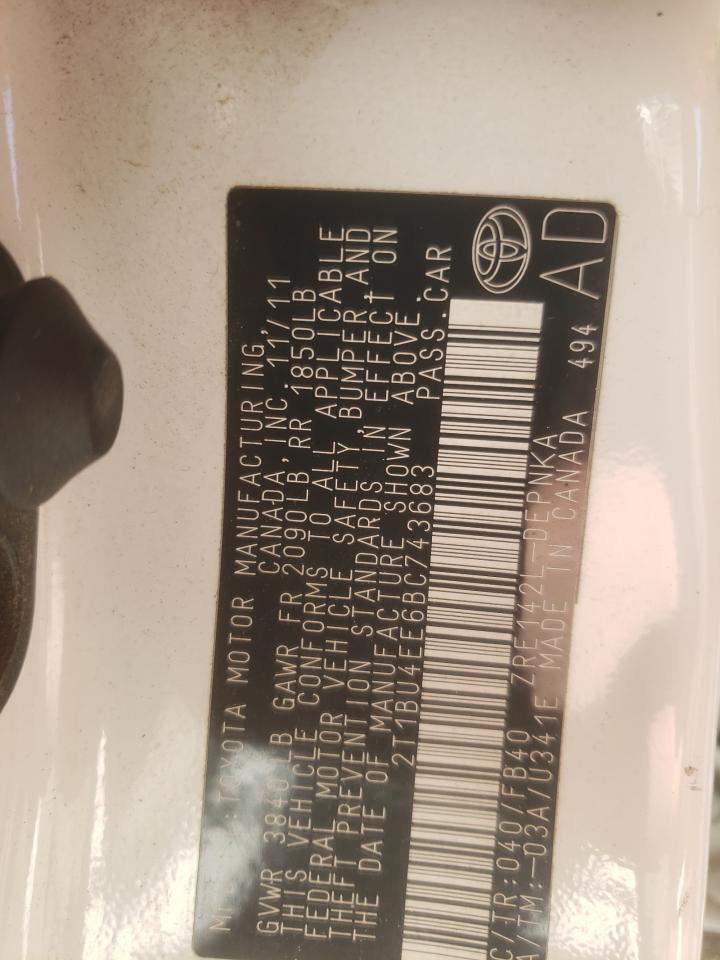 TOYOTA MOTOR MANUFACTURING,
CANADA, INC. 11/11
GVWR 3840LB GAWR FR 2090LB, RR 1850LB
THIS VEHICLE CONFORMS TO ALL APPLICABLE
FEDERAL MOTOR VEHICLE SAFETY, BUMPER, AND
THEFT PREVENTION STANDARDS IN EFFECT ON
THE DATE OF MANUFACTURE SHOWN ABOVE.
2T1BU4EE6BC743683 PASS.CAR
C/TR:040/FB40 ZRE142L-DEPNKA
A/TM:-03A/U341E MADE IN CANADA 494
AD